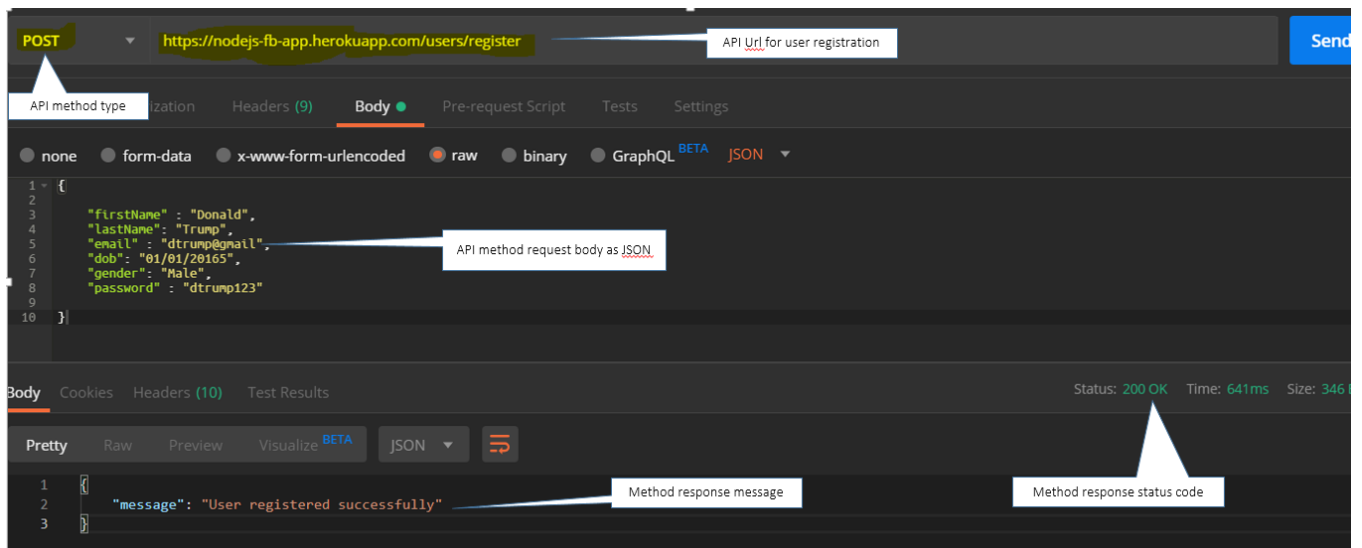 POST https://nodejs-fb-app.herokuapp.com/users/register API Url for user registration Send
API method type ization Headers (9) Body Pre-request Script Tests Settings
none form-data x-www-form-urlencoded raw binary GraphQL BETA JSON
1 {
2
3 "firstName" : "Donald",
4 "lastName": "Trump",
5 "email" : "dtrump@gmail",
6 "dob": "01/01/20165",
7 "gender": "Male",
8 "password" : "dtrump123"
9
10 }
API method request body as JSON
Body Cookies Headers (10) Test Results Status: 200 OK Time: 641ms Size: 346
Pretty Raw Preview Visualize BETA JSON
1 {
2 "message": "User registered successfully"
3 }
Method response message
Method response status code